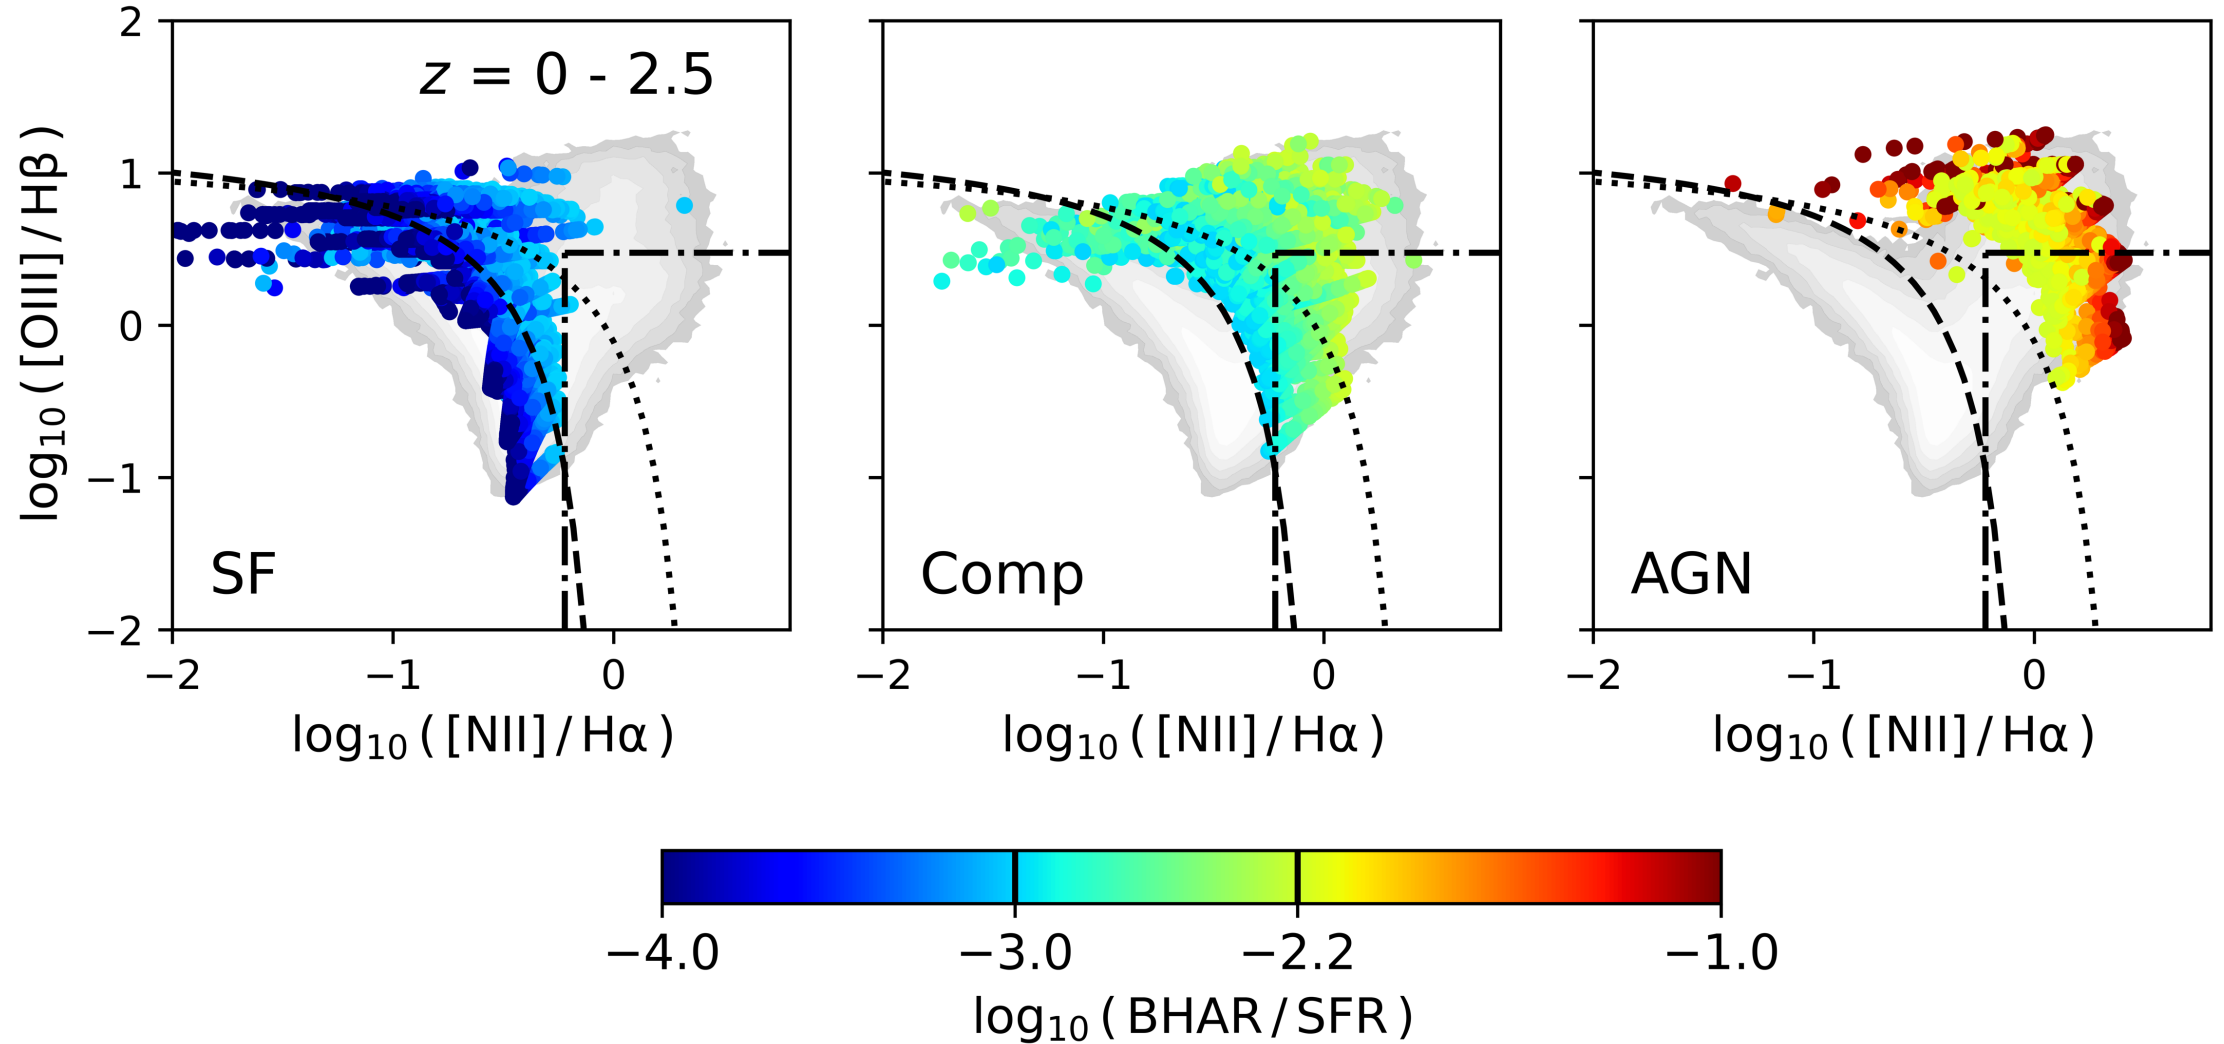 z = 0 - 2.5
log₁₀ ( [OIII] / Hβ )
2
1
0
−1
−2
SF
Comp
AGN
−2 −1 0
−2 −1 0
−2 −1 0
log₁₀ ( [NII] / Hα )
log₁₀ ( [NII] / Hα )
log₁₀ ( [NII] / Hα )
−4.0 −3.0 −2.2 −1.0
log₁₀ ( BHAR / SFR )